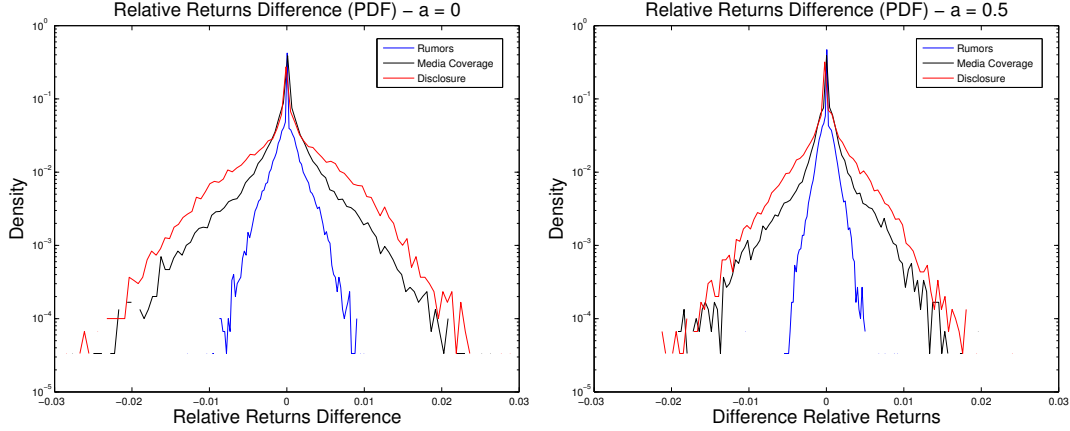 Relative Returns Difference (PDF) – a = 0
10^0
10^-1
10^-2
10^-3
10^-4
10^-5
Density
Rumors
Media Coverage
Disclosure
−0.03 −0.02 −0.01 0 0.01 0.02 0.03
Relative Returns Difference
Relative Returns Difference (PDF) – a = 0.5
10^0
10^-1
10^-2
10^-3
10^-4
10^-5
Density
Rumors
Media Coverage
Disclosure
−0.03 −0.02 −0.01 0 0.01 0.02 0.03
Difference Relative Returns